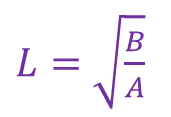 L = √(B/A)